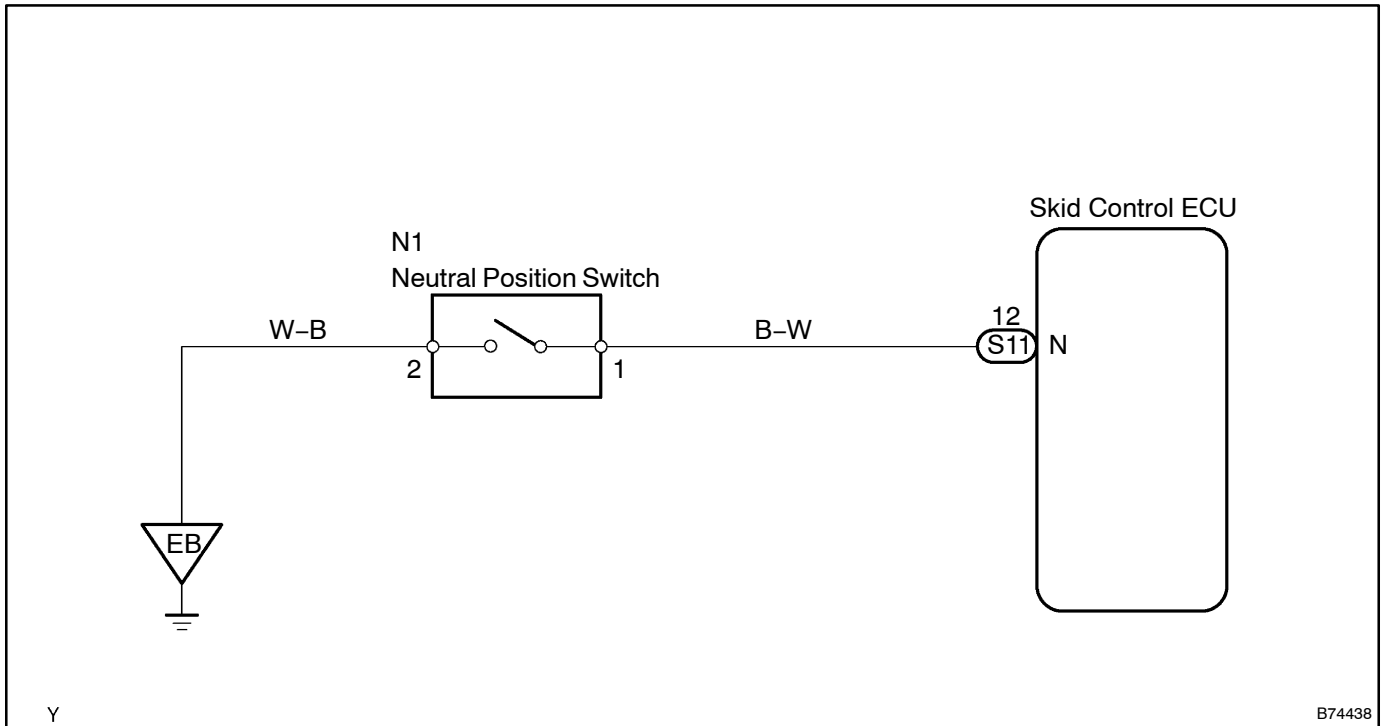 Skid Control ECU
N1
Neutral Position Switch
W–B
B–W
12
S11
N
2
1
EB
Y
B74438